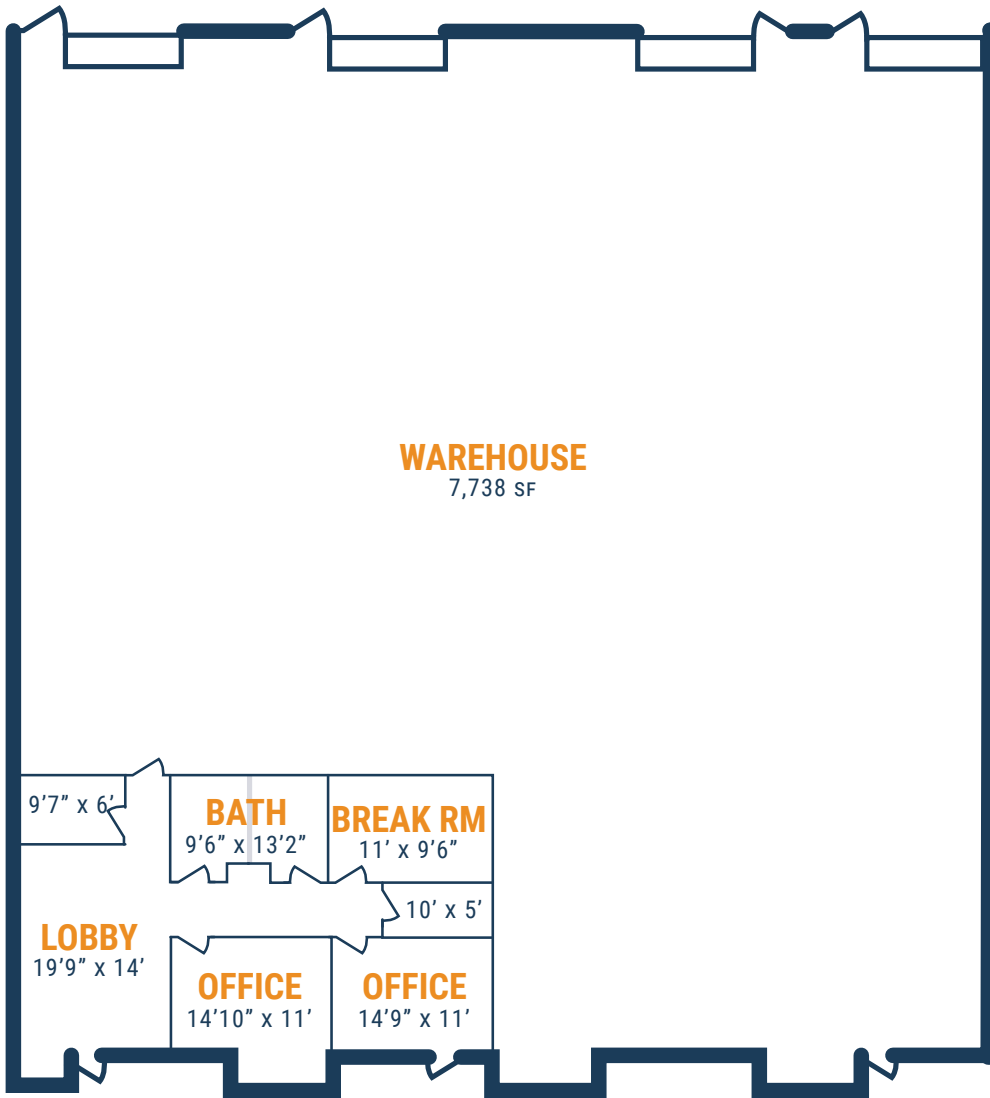 WAREHOUSE
7,738 SF
9’7” x 6’
BATH
9’6” x 13’2”
BREAK RM
11’ x 9’6”
10’ x 5’
LOBBY
19’9” x 14’
OFFICE
14’10” x 11’
OFFICE
14’9” x 11’